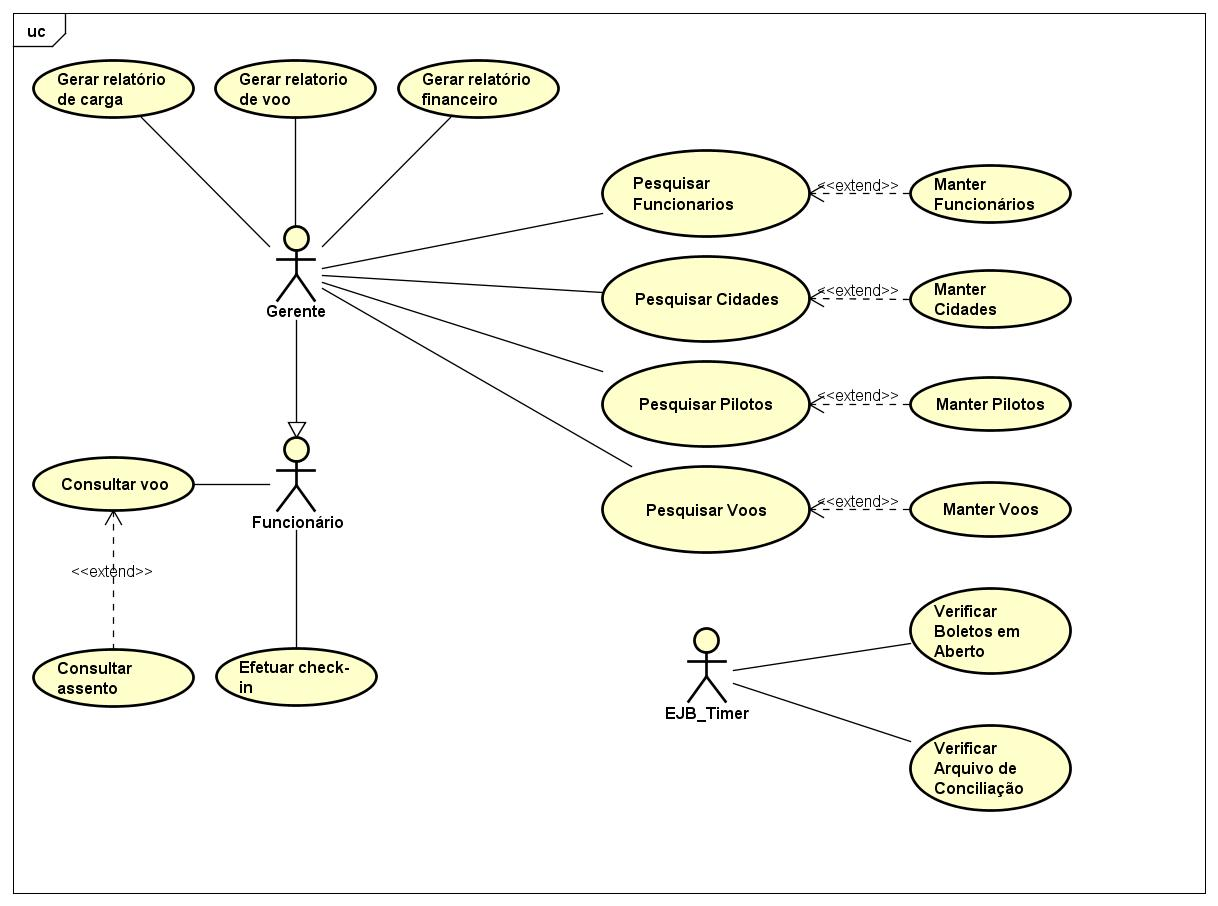 uc
Gerar relatório
de carga
Gerar relatorio
de voo
Gerar relatório
financeiro
Pesquisar
Funcionarios
<<extend>>
Manter
Funcionários
Gerente
Pesquisar Cidades
<<extend>>
Manter
Cidades
Pesquisar Pilotos
<<extend>>
Manter Pilotos
Consultar voo
Funcionário
Pesquisar Voos
<<extend>>
Manter Voos
<<extend>>
Consultar
assento
Efetuar check-
in
EJB_Timer
Verificar
Boletos em
Aberto
Verificar
Arquivo de
Conciliação